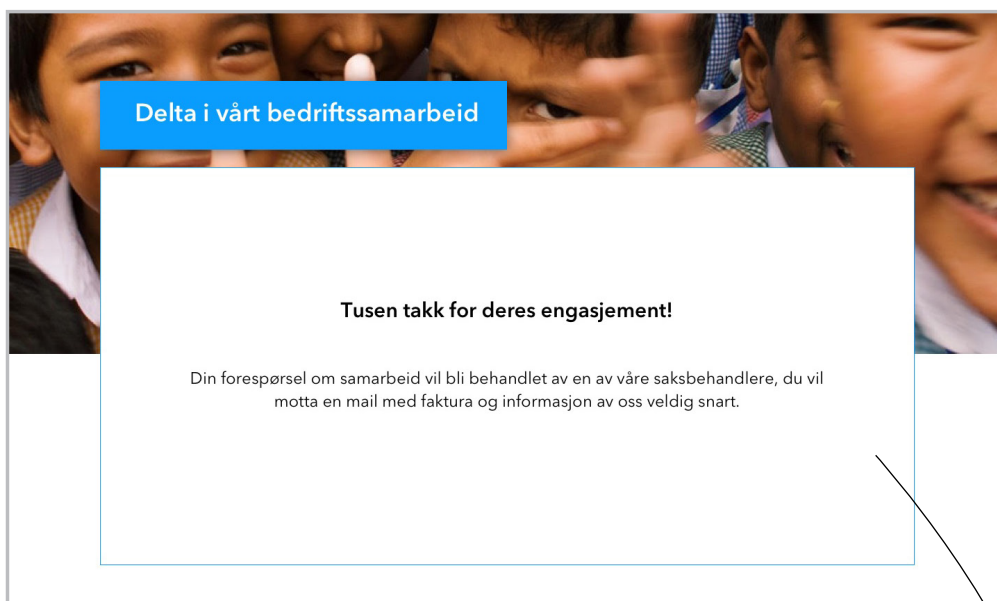 Delta i vårt bedriftssamarbeid
Tusen takk for deres engasjement!
Din forespørsel om samarbeid vil bli behandlet av en av våre saksbehandlere, du vil
motta en mail med faktura og informasjon av oss veldig snart.